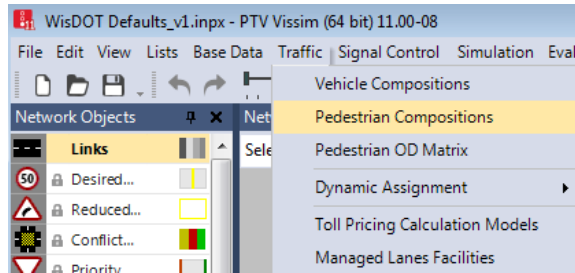 WisDOT Defaults_v1.inpx - PTV Vissim (64 bit) 11.00-08
File Edit View Lists Base Data Traffic Signal Control Simulation Eval
Vehicle Compositions
Network Objects Net
Pedestrian Compositions
Links Sele
Pedestrian OD Matrix
50 Desired...
Dynamic Assignment
Reduced...
Toll Pricing Calculation Models
Conflict...
Managed Lanes Facilities
Priority